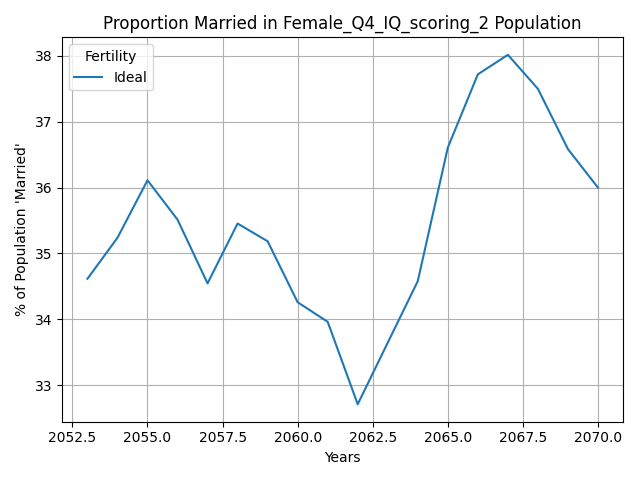 Proportion Married in Female_Q4_IQ_scoring_2 Population
Fertility
Ideal
% of Population 'Married'
38
37
36
35
34
33
2052.5 2055.0 2057.5 2060.0 2062.5 2065.0 2067.5 2070.0
Years